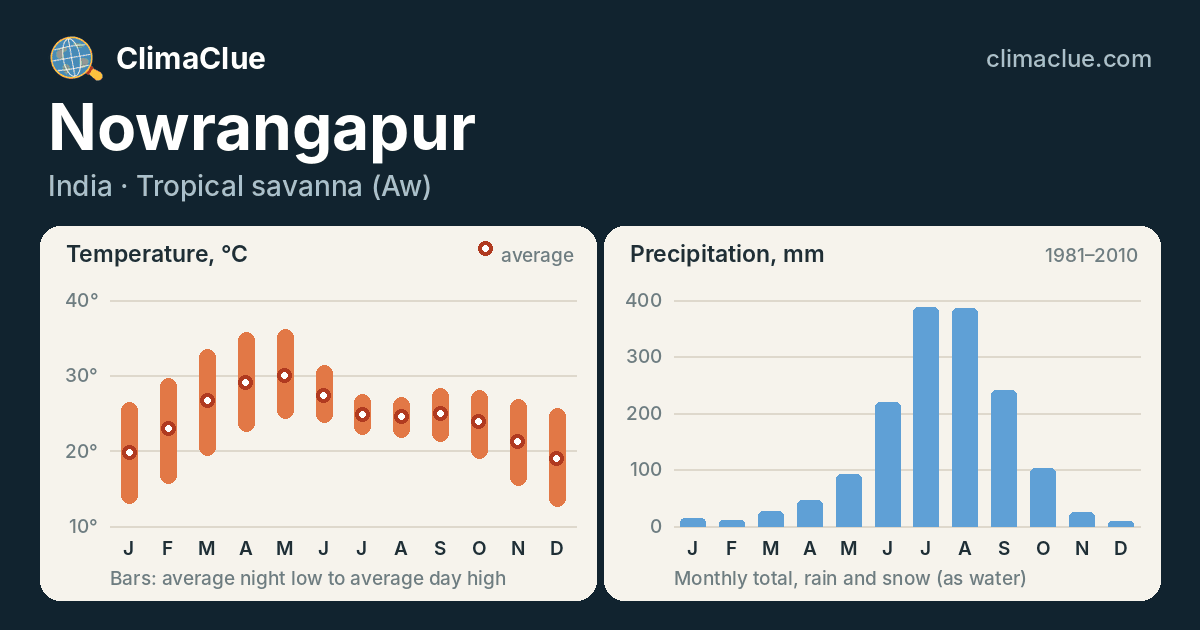 ClimaClue
climaclue.com
Nowrangapur
India · Tropical savanna (Aw)
Temperature, °C
average
40°
30°
20°
10°
J F M A M J J A S O N D
Bars: average night low to average day high
Precipitation, mm
1981–2010
400
300
200
100
0
J F M A M J J A S O N D
Monthly total, rain and snow (as water)